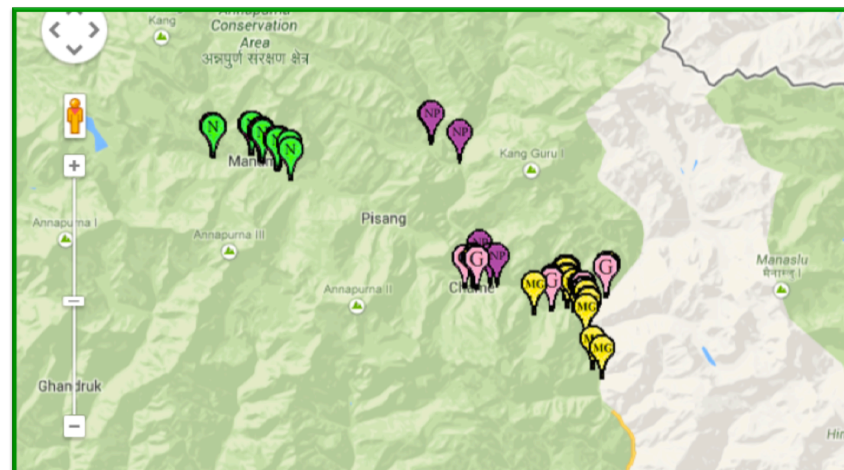 Annapurna
Conservation
Area
अन्नपुर्ण संरक्षण क्षेत्र
Kang
N
N
NP
NP
Kang Guru I
Annapurna I
Annapurna III
Pisang
Manaslu
मनास्लु I
NP
G
NP
G
G
MG
Annapurna II
MG
MG
Ghandruk